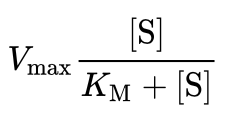 V_max [S] / (K_M + [S])